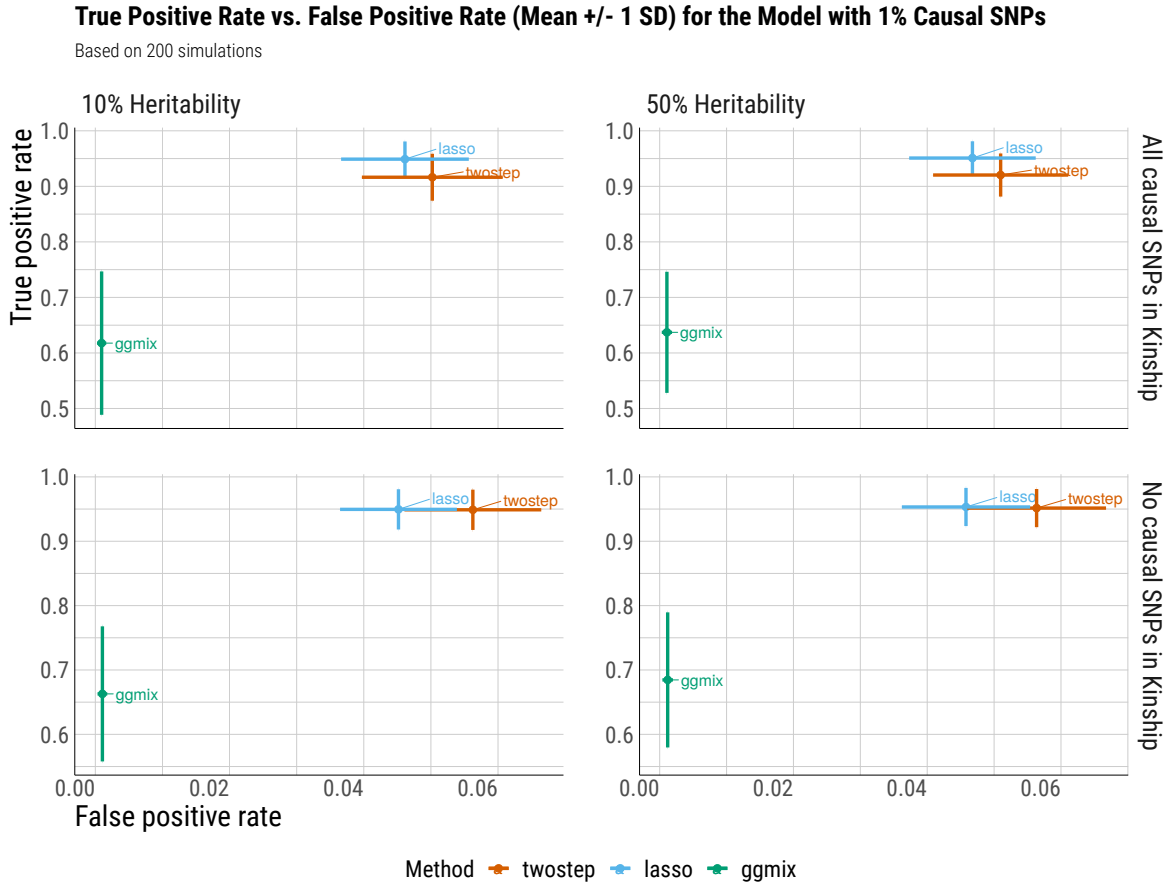 True Positive Rate vs. False Positive Rate (Mean +/- 1 SD) for the Model with 1% Causal SNPs
Based on 200 simulations
10% Heritability
50% Heritability
True positive rate
1.0
0.9
0.8
0.7
0.6
0.5
lasso
twostep
ggmix
1.0
0.9
0.8
0.7
0.6
0.5
lasso
twostep
ggmix
All causal SNPs in Kinship
1.0
0.9
0.8
0.7
0.6
lasso
twostep
ggmix
0.00 0.02 0.04 0.06
1.0
0.9
0.8
0.7
0.6
lasso
twostep
ggmix
0.00 0.02 0.04 0.06
No causal SNPs in Kinship
False positive rate
Method twostep lasso ggmix